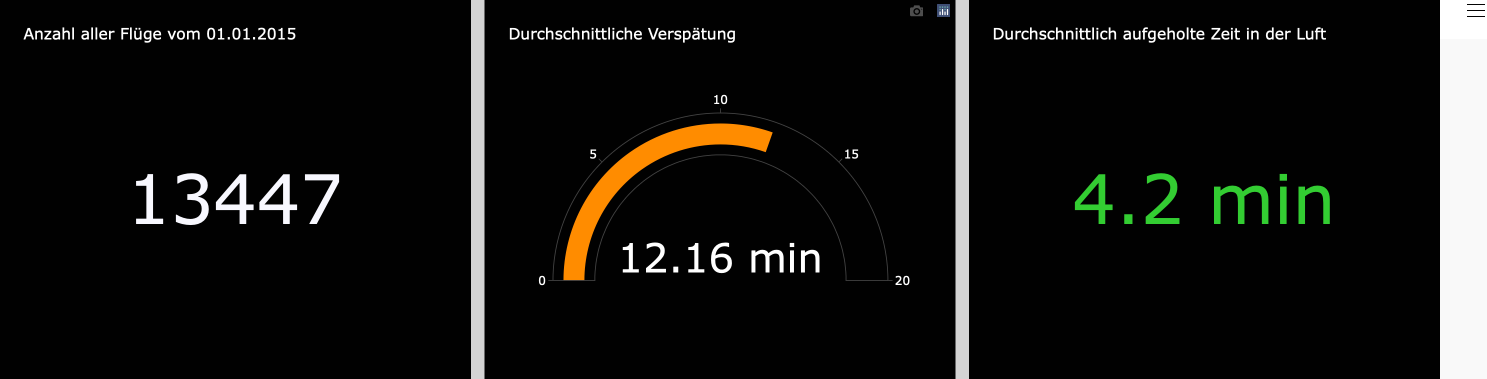 Anzahl aller Flüge vom 01.01.2015
13447
Durchschnittliche Verspätung
10
5
15
12.16 min
0
20
Durchschnittlich aufgeholte Zeit in der Luft
4.2 min